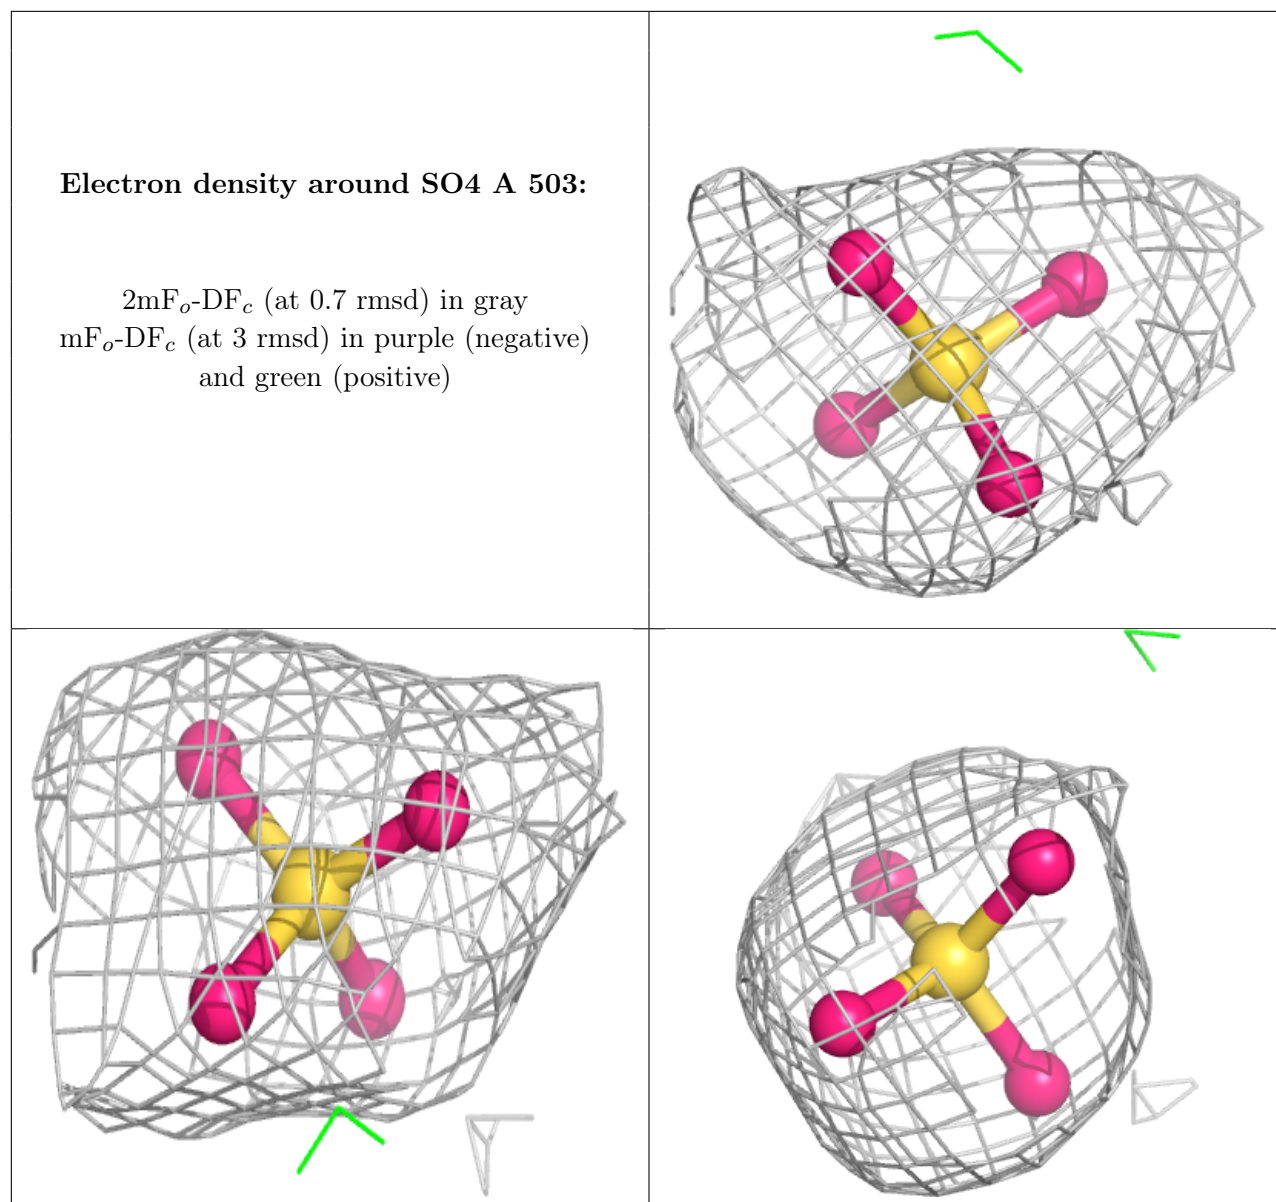 Electron density around SO4 A 503:
2mFo-DFc (at 0.7 rmsd) in gray
mFo-DFc (at 3 rmsd) in purple (negative)
and green (positive)